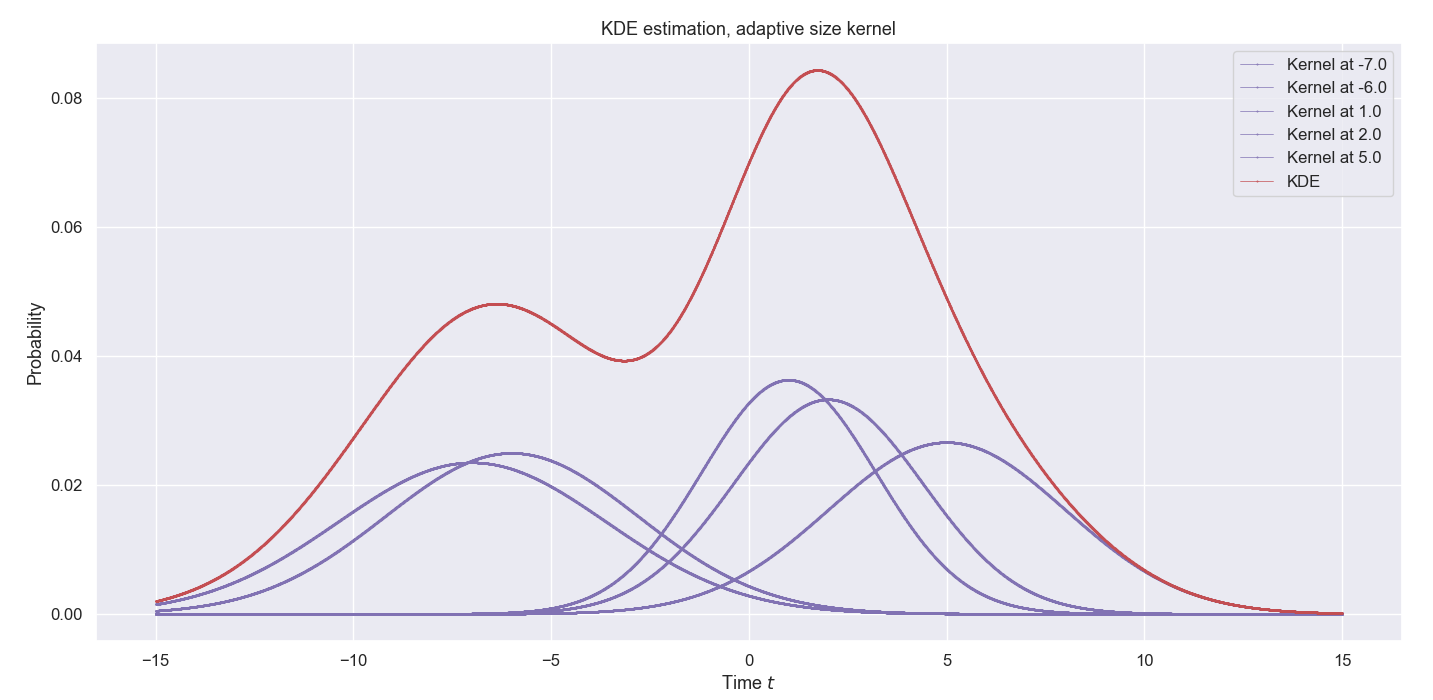 KDE estimation, adaptive size kernel
Kernel at -7.0
Kernel at -6.0
Kernel at 1.0
Kernel at 2.0
Kernel at 5.0
KDE
Probability
0.08
0.06
0.04
0.02
0.00
−15 −10 −5 0 5 10 15
Time t